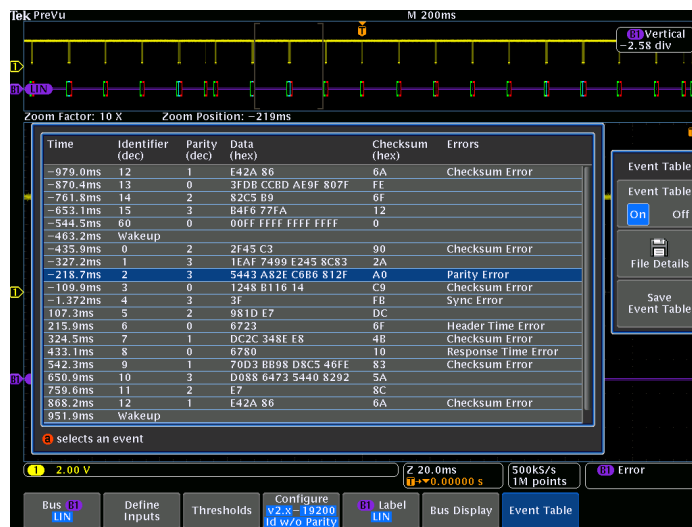 Tek PreVu M 200ms
T
B1 Vertical
-2.58 div
1
B1 LIN
Zoom Factor: 10 X Zoom Position: -219ms
Time Identifier (dec) Parity (dec) Data (hex) Checksum (hex) Errors
-979.0ms 12 1 E42A 86 6A Checksum Error
-870.4ms 13 0 3FDB CCBD AE9F 807F FE
-761.8ms 14 2 82C5 B9 6F
-653.1ms 15 3 B4F6 77FA 12
-544.5ms 60 0 00FF FFFF FFFF FFFF 0
-463.2ms Wakeup
-435.9ms 0 2 2F45 C3 90 Checksum Error
-327.2ms 1 3 1EAF 7499 E245 8C83 2A
-218.7ms 2 3 5443 A82E C6B6 812F A0 Parity Error
-109.9ms 3 0 1248 B116 14 C9 Checksum Error
-1.372ms 4 3 3F FB Sync Error
107.3ms 5 2 981D E7 DC
215.9ms 6 0 6723 6F Header Time Error
324.5ms 7 1 DC2C 348E E8 4B Checksum Error
433.1ms 8 0 6780 10 Response Time Error
542.3ms 9 1 70D3 BB98 D8C5 46FE 83 Checksum Error
650.9ms 10 3 D088 6473 5440 8292 5A
759.6ms 11 2 E7 8C
868.2ms 12 1 E42A 86 6A Checksum Error
951.9ms Wakeup
a selects an event
Event Table
Event Table
On Off
File Details
Save
Event Table
1
B1
1 2.00 V
Z 20.0ms
T→▼0.00000 s
500kS/s
1M points
B1 Error
Bus B1
LIN
Define
Inputs
Thresholds
Configure
v2.x-19200
Id w/o Parity
B1 Label
LIN
Bus Display
Event Table